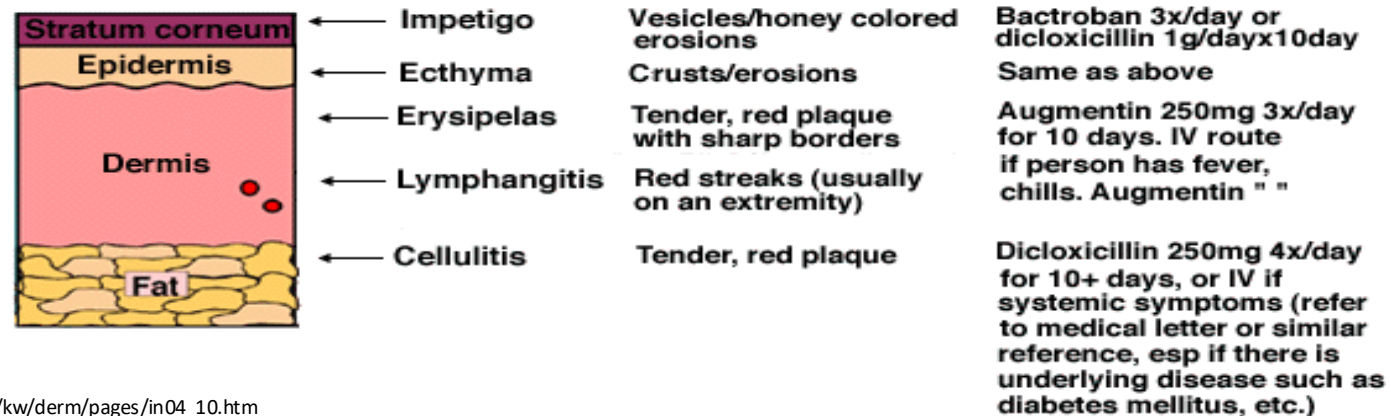 Stratum corneum
Epidermis
Dermis
Fat
Impetigo
Vesicles/honey colored
erosions
Bactroban 3x/day or
dicloxicillin 1g/dayx10day
Ecthyma
Crusts/erosions
Same as above
Erysipelas
Tender, red plaque
with sharp borders
Augmentin 250mg 3x/day
for 10 days. IV route
if person has fever,
chills. Augmentin " "
Lymphangitis
Red streaks (usually
on an extremity)
Cellulitis
Tender, red plaque
Dicloxicillin 250mg 4x/day
for 10+ days, or IV if
systemic symptoms (refer
to medical letter or similar
reference, esp if there is
underlying disease such as
diabetes mellitus, etc.)
/kw/derm/pages/in04_10.htm